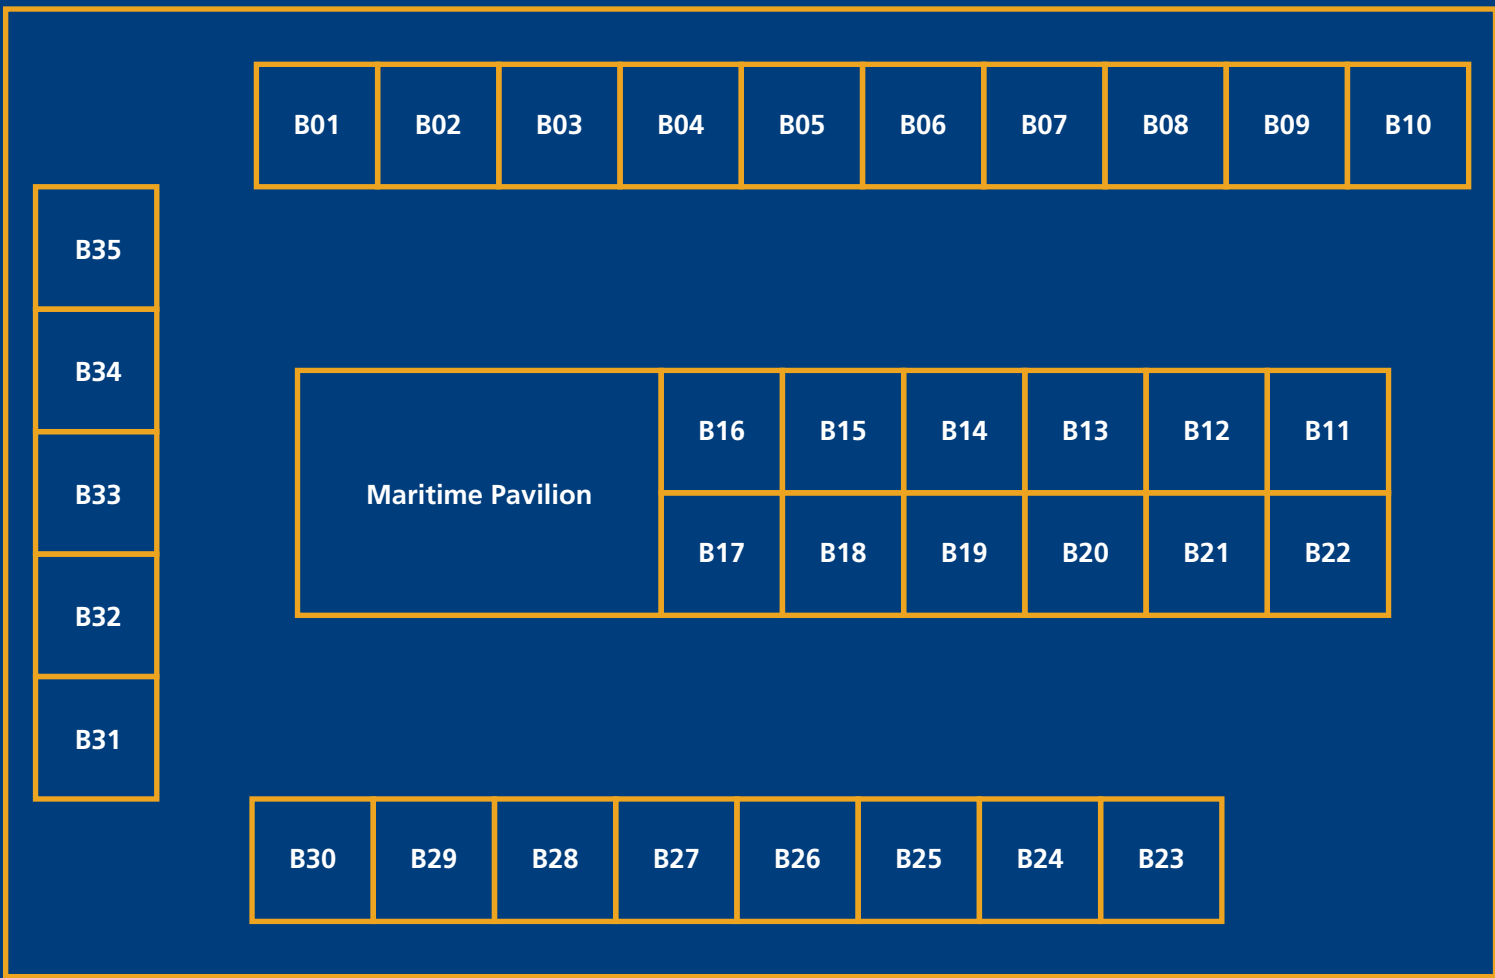 B01 B02 B03 B04 B05 B06 B07 B08 B09 B10
B35
B34
B33
B32
B31
Maritime Pavilion
B16 B15 B14 B13 B12 B11
B17 B18 B19 B20 B21 B22
B30 B29 B28 B27 B26 B25 B24 B23